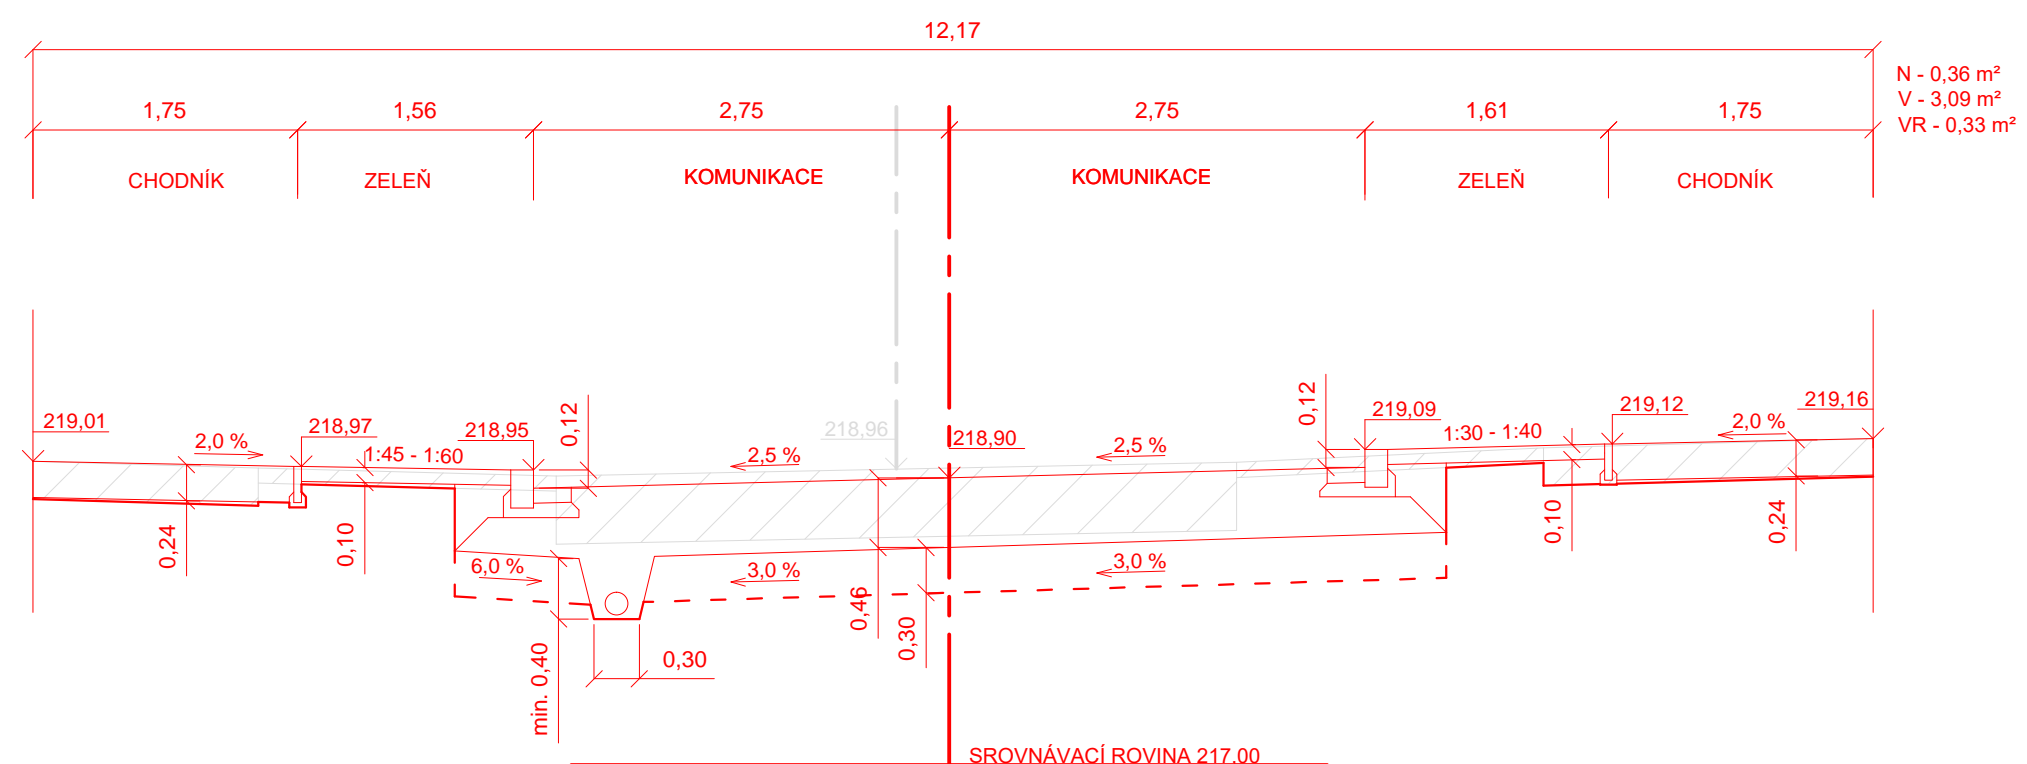 12,17
N - 0,36 m²
V - 3,09 m²
VR - 0,33 m²
1,75
1,56
2,75
2,75
1,61
1,75
CHODNÍK
ZELEŇ
KOMUNIKACE
KOMUNIKACE
ZELEŇ
CHODNÍK
219,01
2,0 %
218,97
1:45 - 1:60
218,95
0,12
2,5 %
218,96
218,90
2,5 %
0,12
219,09
1:30 - 1:40
219,12
2,0 %
219,16
0,24
0,10
6,0 %
3,0 %
0,46
0,30
3,0 %
0,10
0,24
min. 0,40
0,30
SROVNÁVACÍ ROVINA 217,00